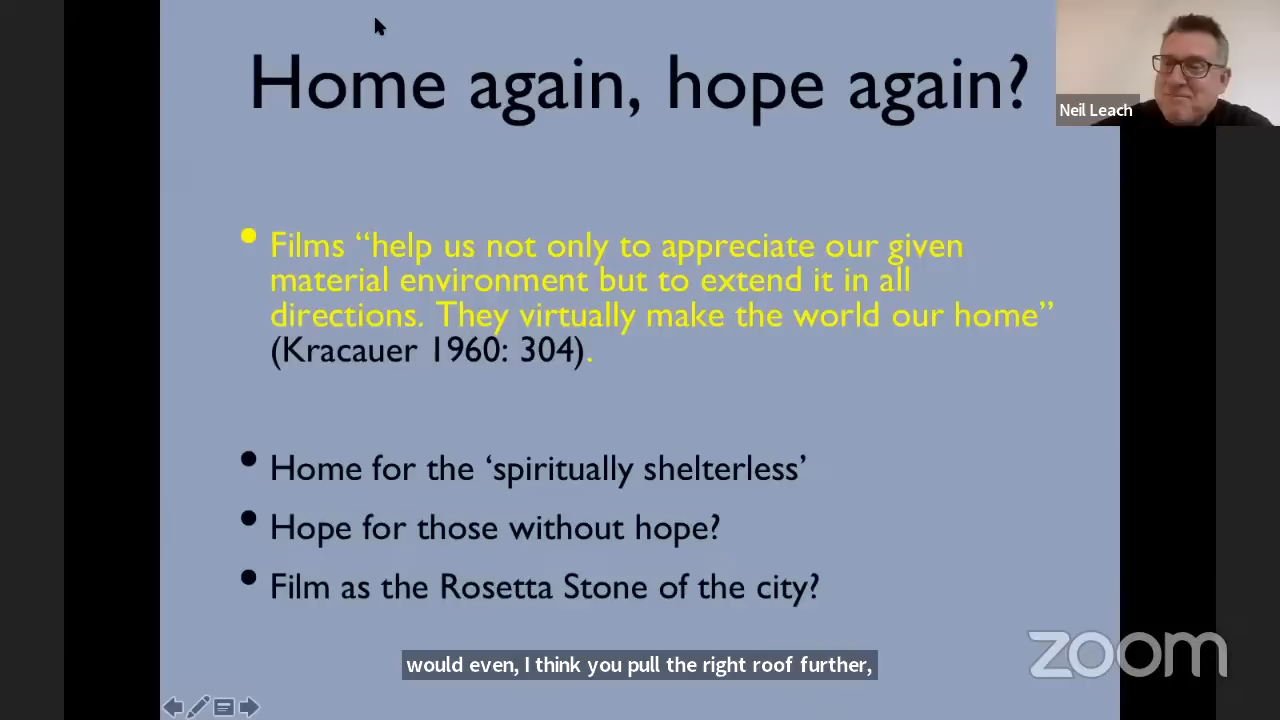 Home again, hope again?
Neil Leach
• Films “help us not only to appreciate our given
material environment but to extend it in all
directions. They virtually make the world our home”
(Kracauer 1960: 304).
• Home for the ‘spiritually shelterless’
• Hope for those without hope?
• Film as the Rosetta Stone of the city?
would even, I think you pull the right roof further,
zoom